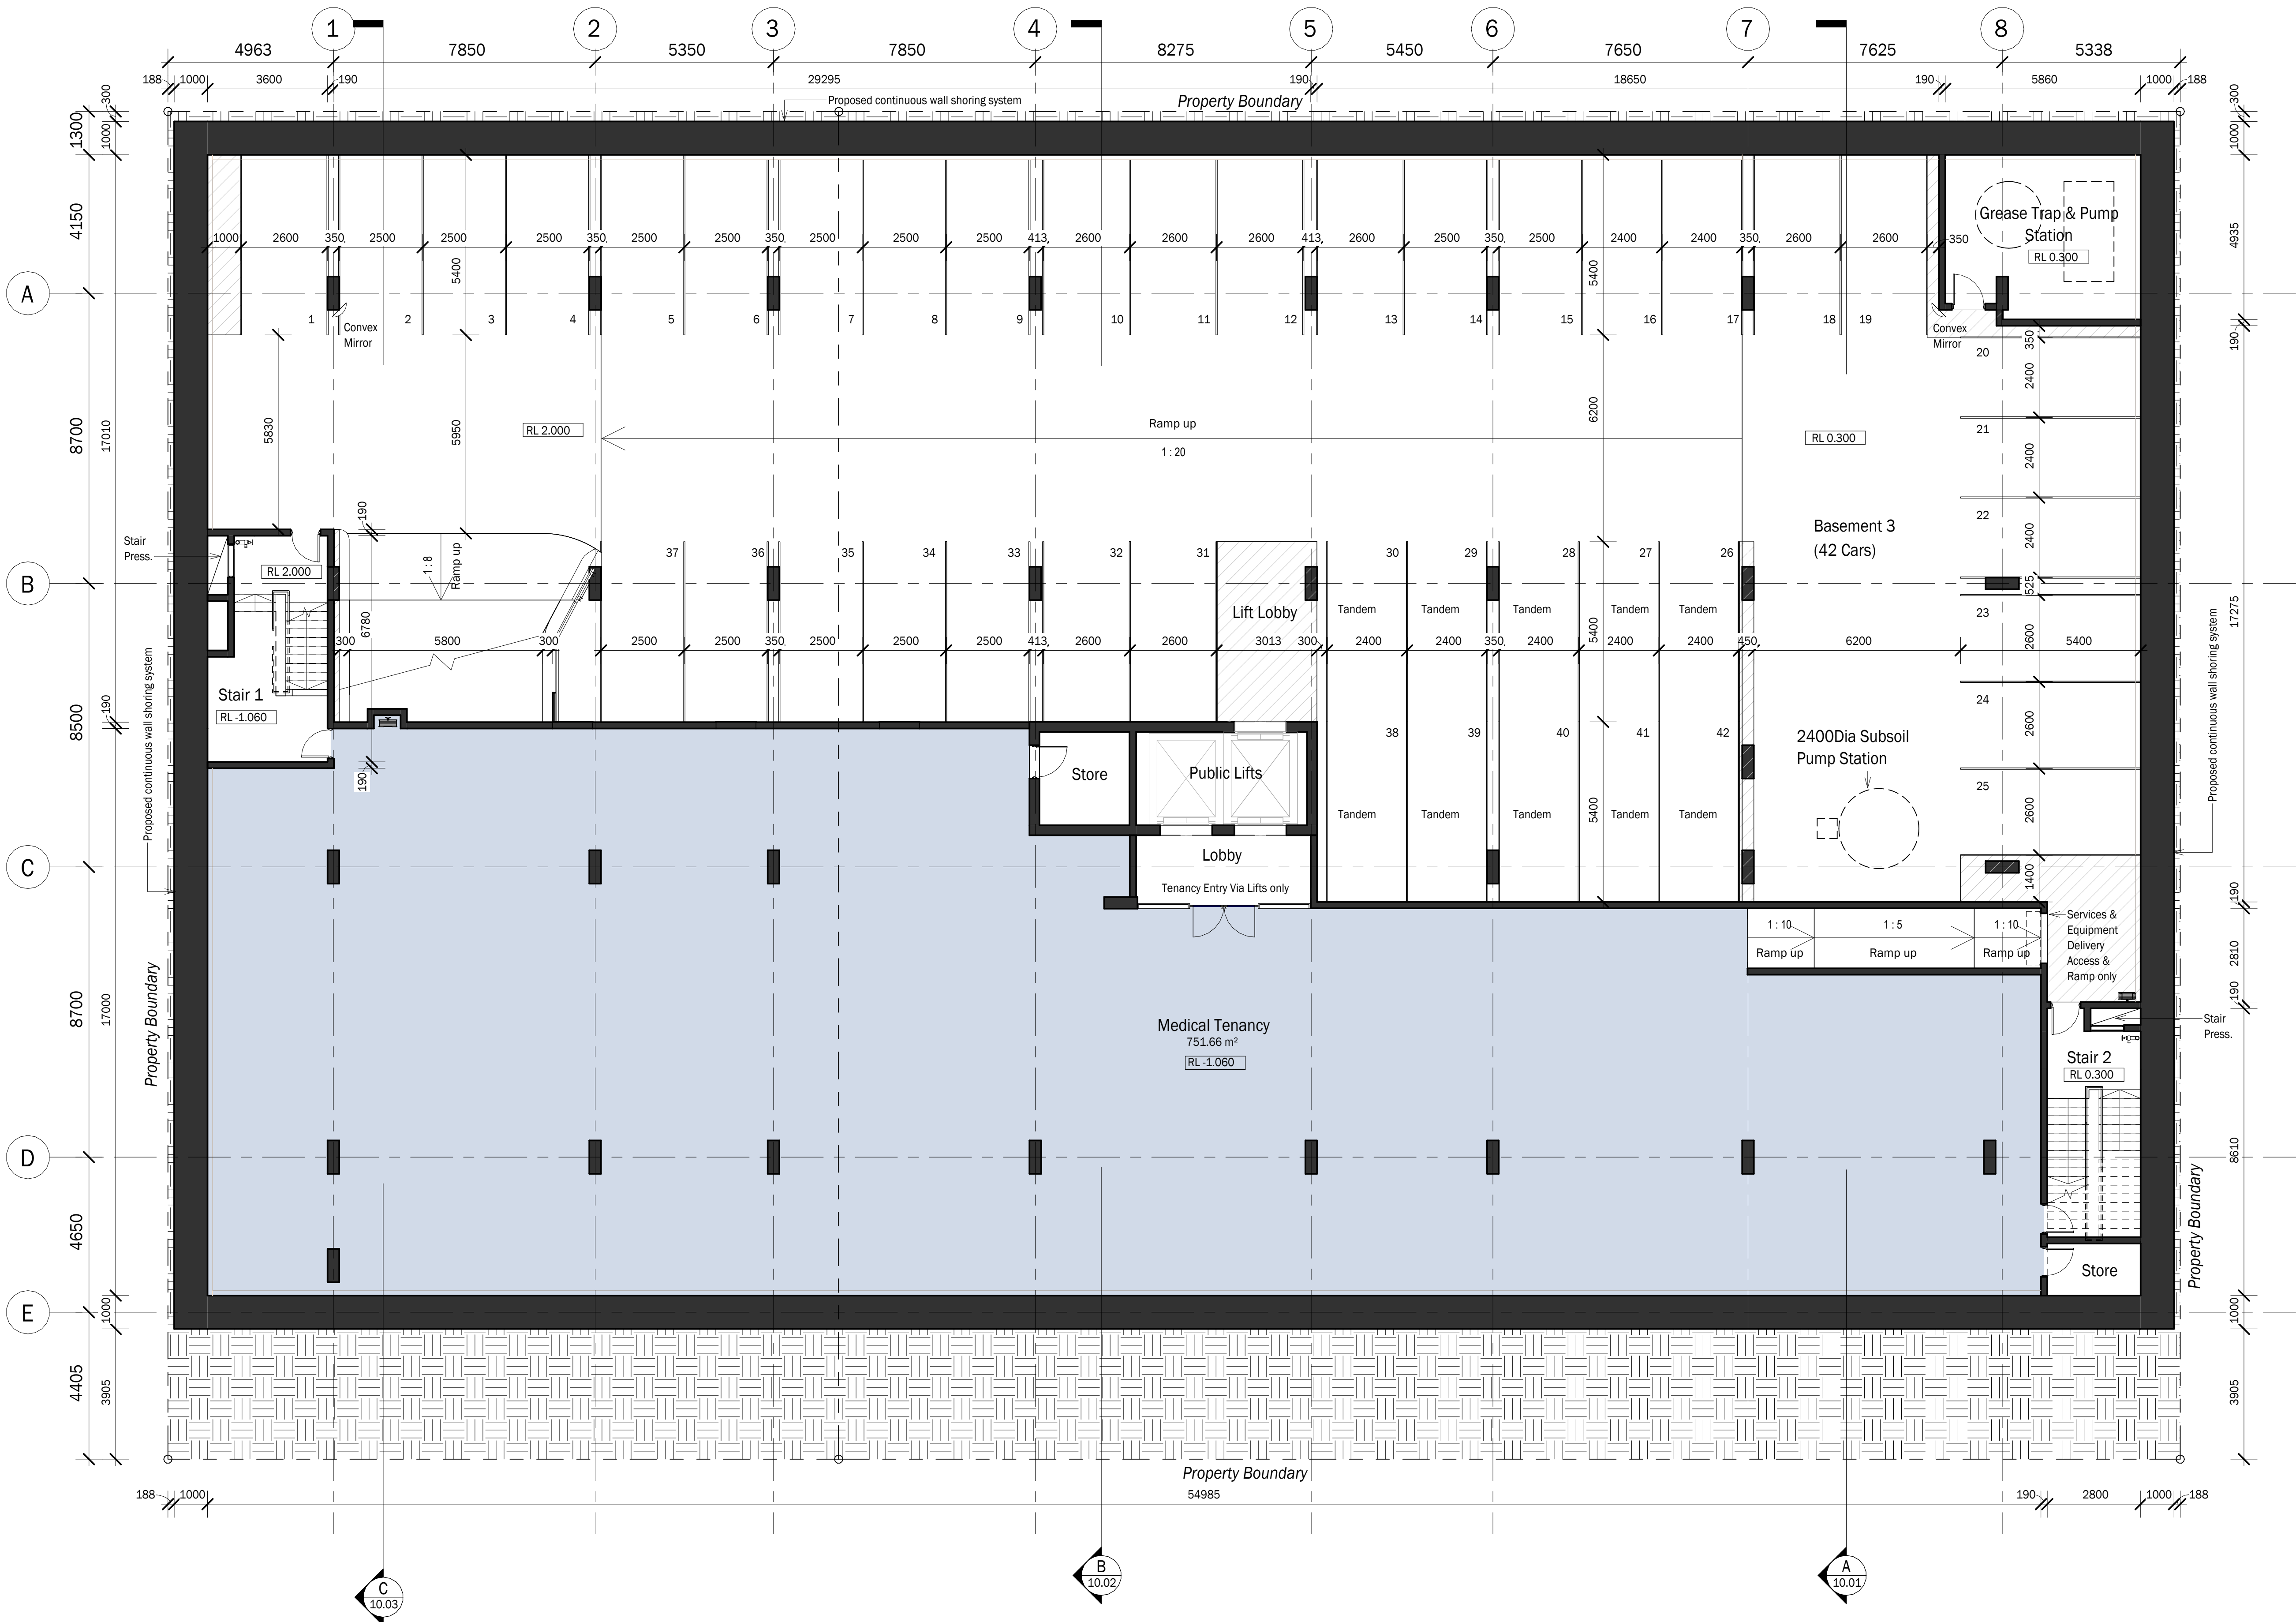 1 2 3 4 5 6 7 8
4963 7850 5350 7850 8275 5450 7650 7625 5338
188 1000 3600 190 29295 190 18650 190 5860 1000 188
Proposed continuous wall shoring system
Property Boundary
300
1300
1000
300
1000
4150
4935
Grease Trap & Pump
Station
RL 0.300
1000 2600 350 2500 2500 2500 350 2500 2500 350 2500 2500 2500 413 2600 2600 2600 413 2600 2500 350 2500 2400 2400 350 2600 2600 350
5400
5400
A
1 2 3 4 5 6 7 8 9 10 11 12 13 14 15 16 17 18 19
Convex
Mirror
Convex
Mirror
190
20
350
2400
8700
17010
5830
5950
RL 2.000
Ramp up
1 : 20
6200
RL 0.300
21
2400
22
2400
Basement 3
(42 Cars)
190
Stair
Press.
RL 2.000
1 : 8
Ramp up
37 36 35 34 33 32 31 30 29 28 27 26
B
525
23
Lift Lobby
Tandem Tandem Tandem Tandem Tandem
17275
6780
5400
300 5800 300 2500 2500 350 2500 2500 2500 413 2600 2600 3013 300 2400 2400 350 2400 2400 2400 450 6200 5400
2600
Proposed continuous wall shoring system
Proposed continuous wall shoring system
Stair 1
RL -1.060
24
2600
8500
190
190
38 39 40 41 42
2400Dia Subsoil
Pump Station
Store
Public Lifts
25
2600
5400
Tandem Tandem Tandem Tandem Tandem
C
Lobby
Tenancy Entry Via Lifts only
1400
190
1 : 10 1 : 5 1 : 10
Ramp up Ramp up Ramp up
Services &
Equipment
Delivery
Access &
Ramp only
2810
190
8700
17000
Property Boundary
Medical Tenancy
751.66 m²
RL -1.060
Stair
Press.
Stair 2
RL 0.300
D
8610
Property Boundary
4650
Store
E
1000
1000
4405
3905
3905
Property Boundary
188 1000 54985 190 2800 1000 188
C
10.03
B
10.02
A
10.01